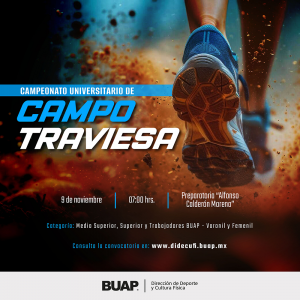 CAMPEONATO UNIVERSITARIO DE
CAMPO
TRAVIESA
9 de noviembre
07:00 hrs.
Preparatoria "Alfonso
Calderón Moreno"
Categoría: Medio Superior, Superior y Trabajadores BUAP - Varonil y Femenil
Consulta la convocatoria en: www.didecufi.buap.mx
BUAP
Dirección de Deporte
y Cultura Física